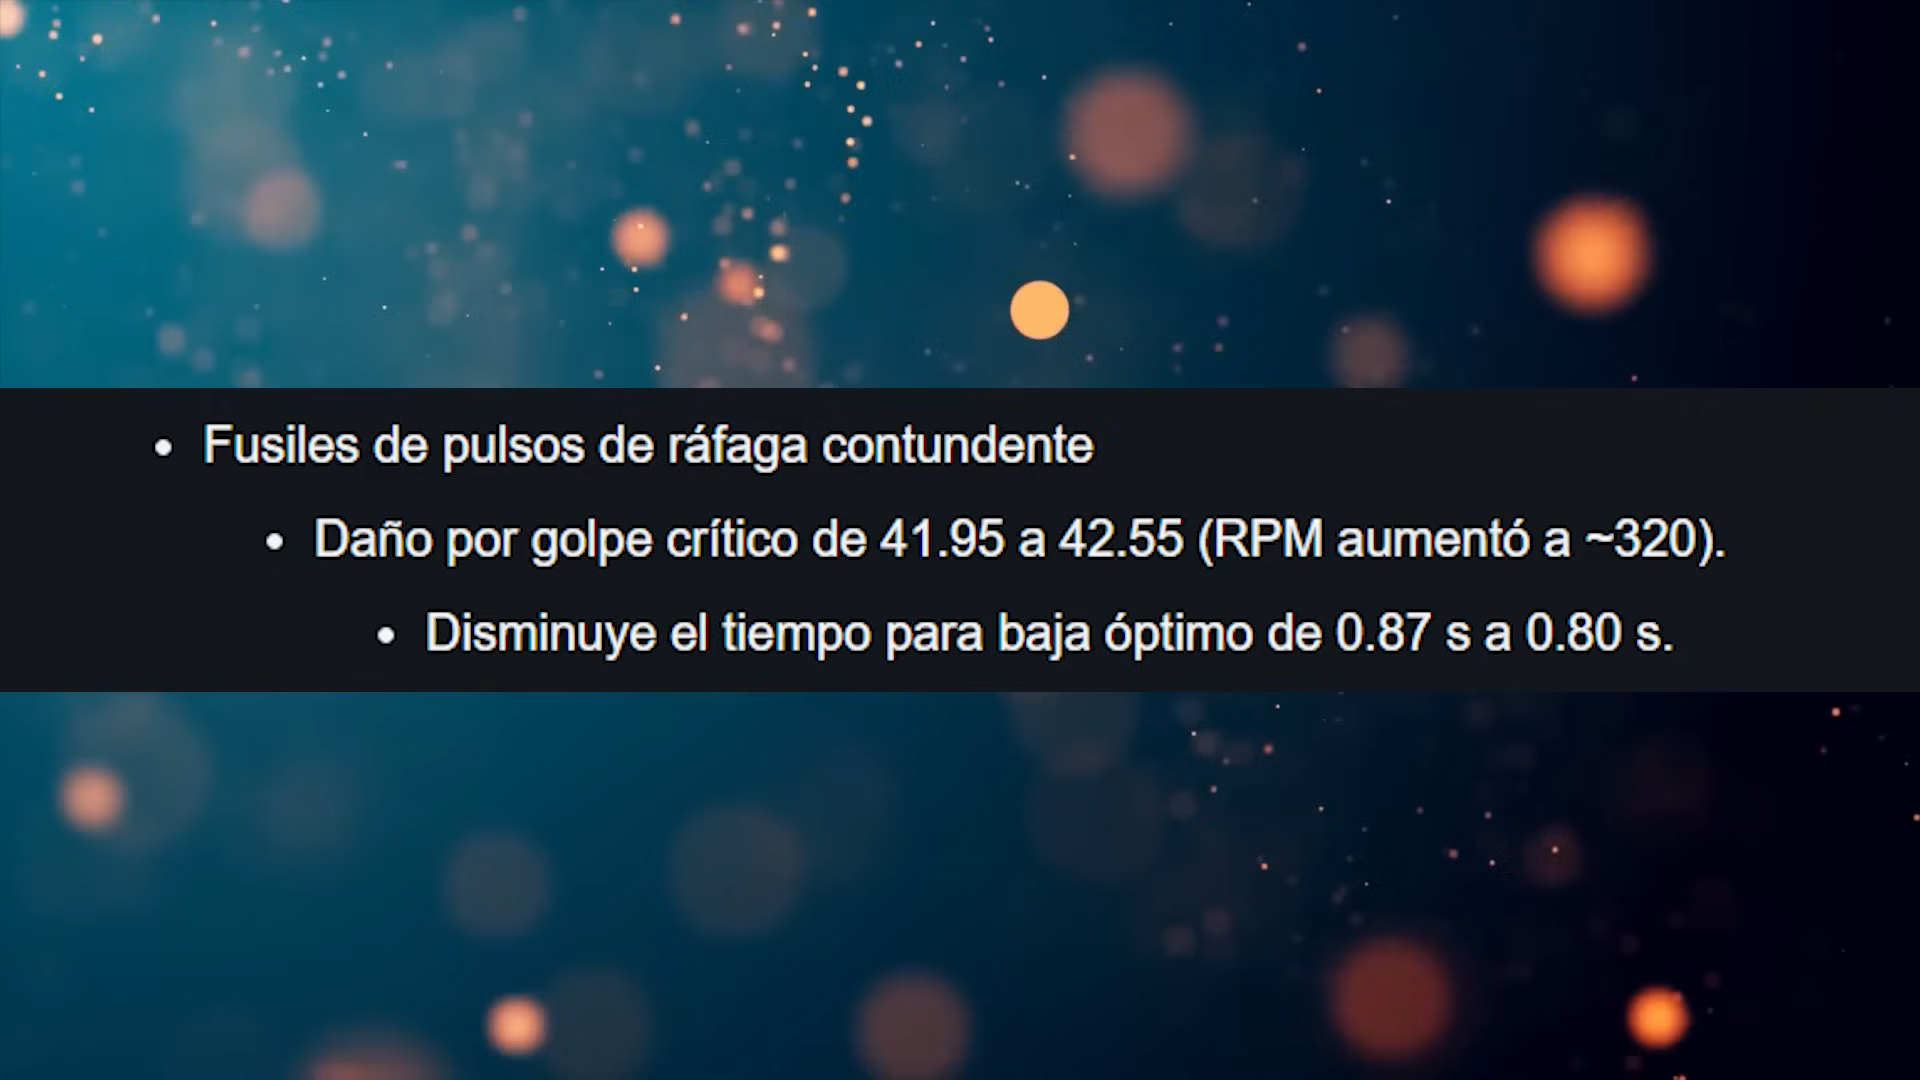 Fusiles de pulsos de ráfaga contundente
Daño por golpe crítico de 41.95 a 42.55 (RPM aumentó a ~320).
Disminuye el tiempo para baja óptimo de 0.87 s a 0.80 s.